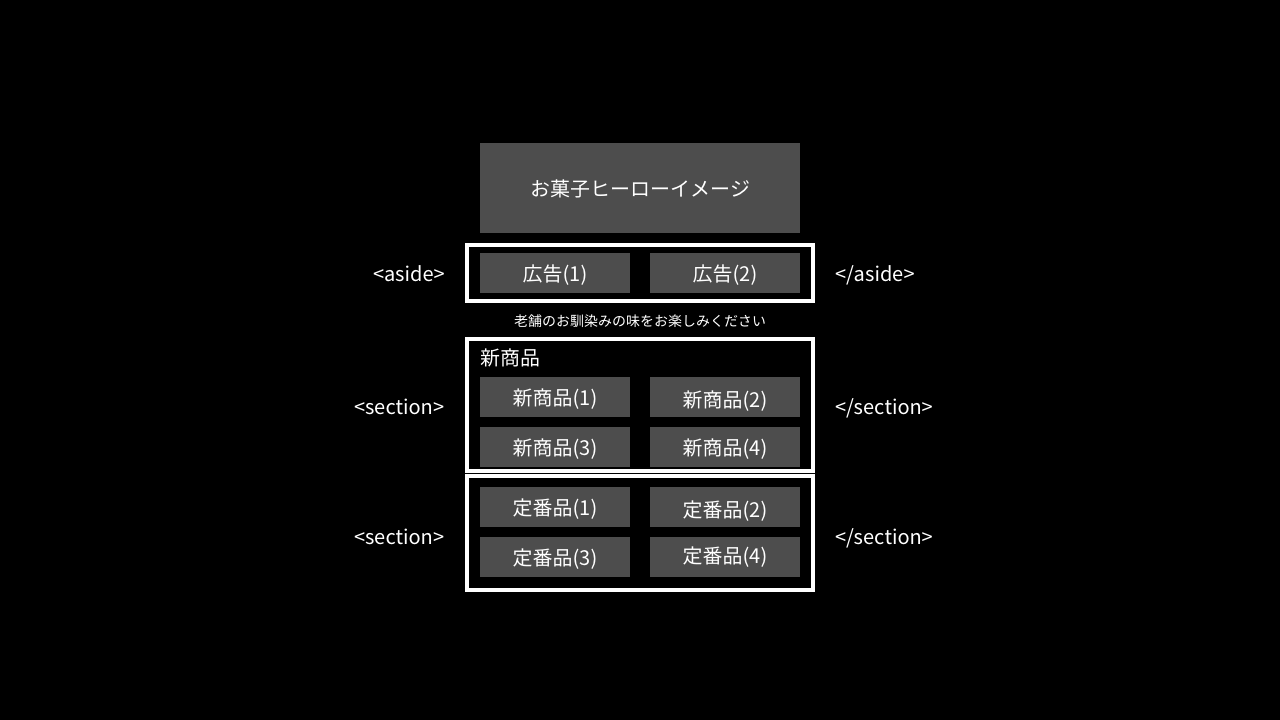 お菓子ヒーローイメージ
<aside> 広告(1) 広告(2) </aside>
老舗のお馴染みの味をお楽しみください
新商品
新商品(1) 新商品(2)
<section> </section>
新商品(3) 新商品(4)
定番品(1) 定番品(2)
<section> </section>
定番品(3) 定番品(4)